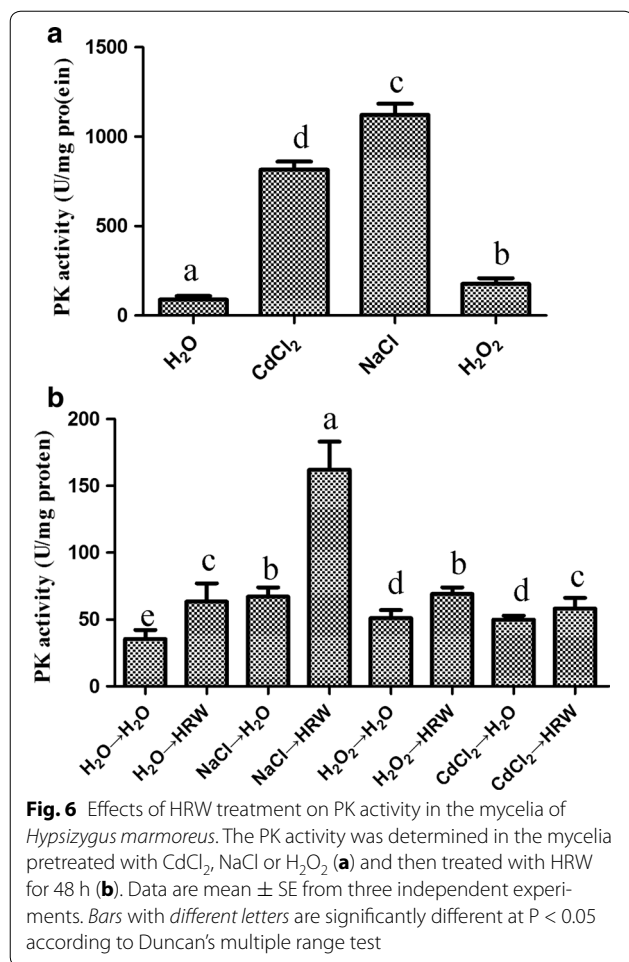 a
PK activity (U/mg pro(ein)
1500
1000
500
0
a
d
c
b
H₂O
CdCl₂
NaCl
H₂O₂
b
PK activity (U/mg proten)
200
150
100
50
0
e
c
b
a
d
b
d
c
H₂O→H₂O
H₂O→HRW
NaCl→H₂O
NaCl→HRW
H₂O₂→H₂O
H₂O₂→HRW
CdCl₂→H₂O
CdCl₂→HRW
Fig. 6 Effects of HRW treatment on PK activity in the mycelia of
Hypsizygus marmoreus. The PK activity was determined in the mycelia
pretreated with CdCl₂, NaCl or H₂O₂ (a) and then treated with HRW
for 48 h (b). Data are mean ± SE from three independent experi-
ments. Bars with different letters are significantly different at P < 0.05
according to Duncan’s multiple range test